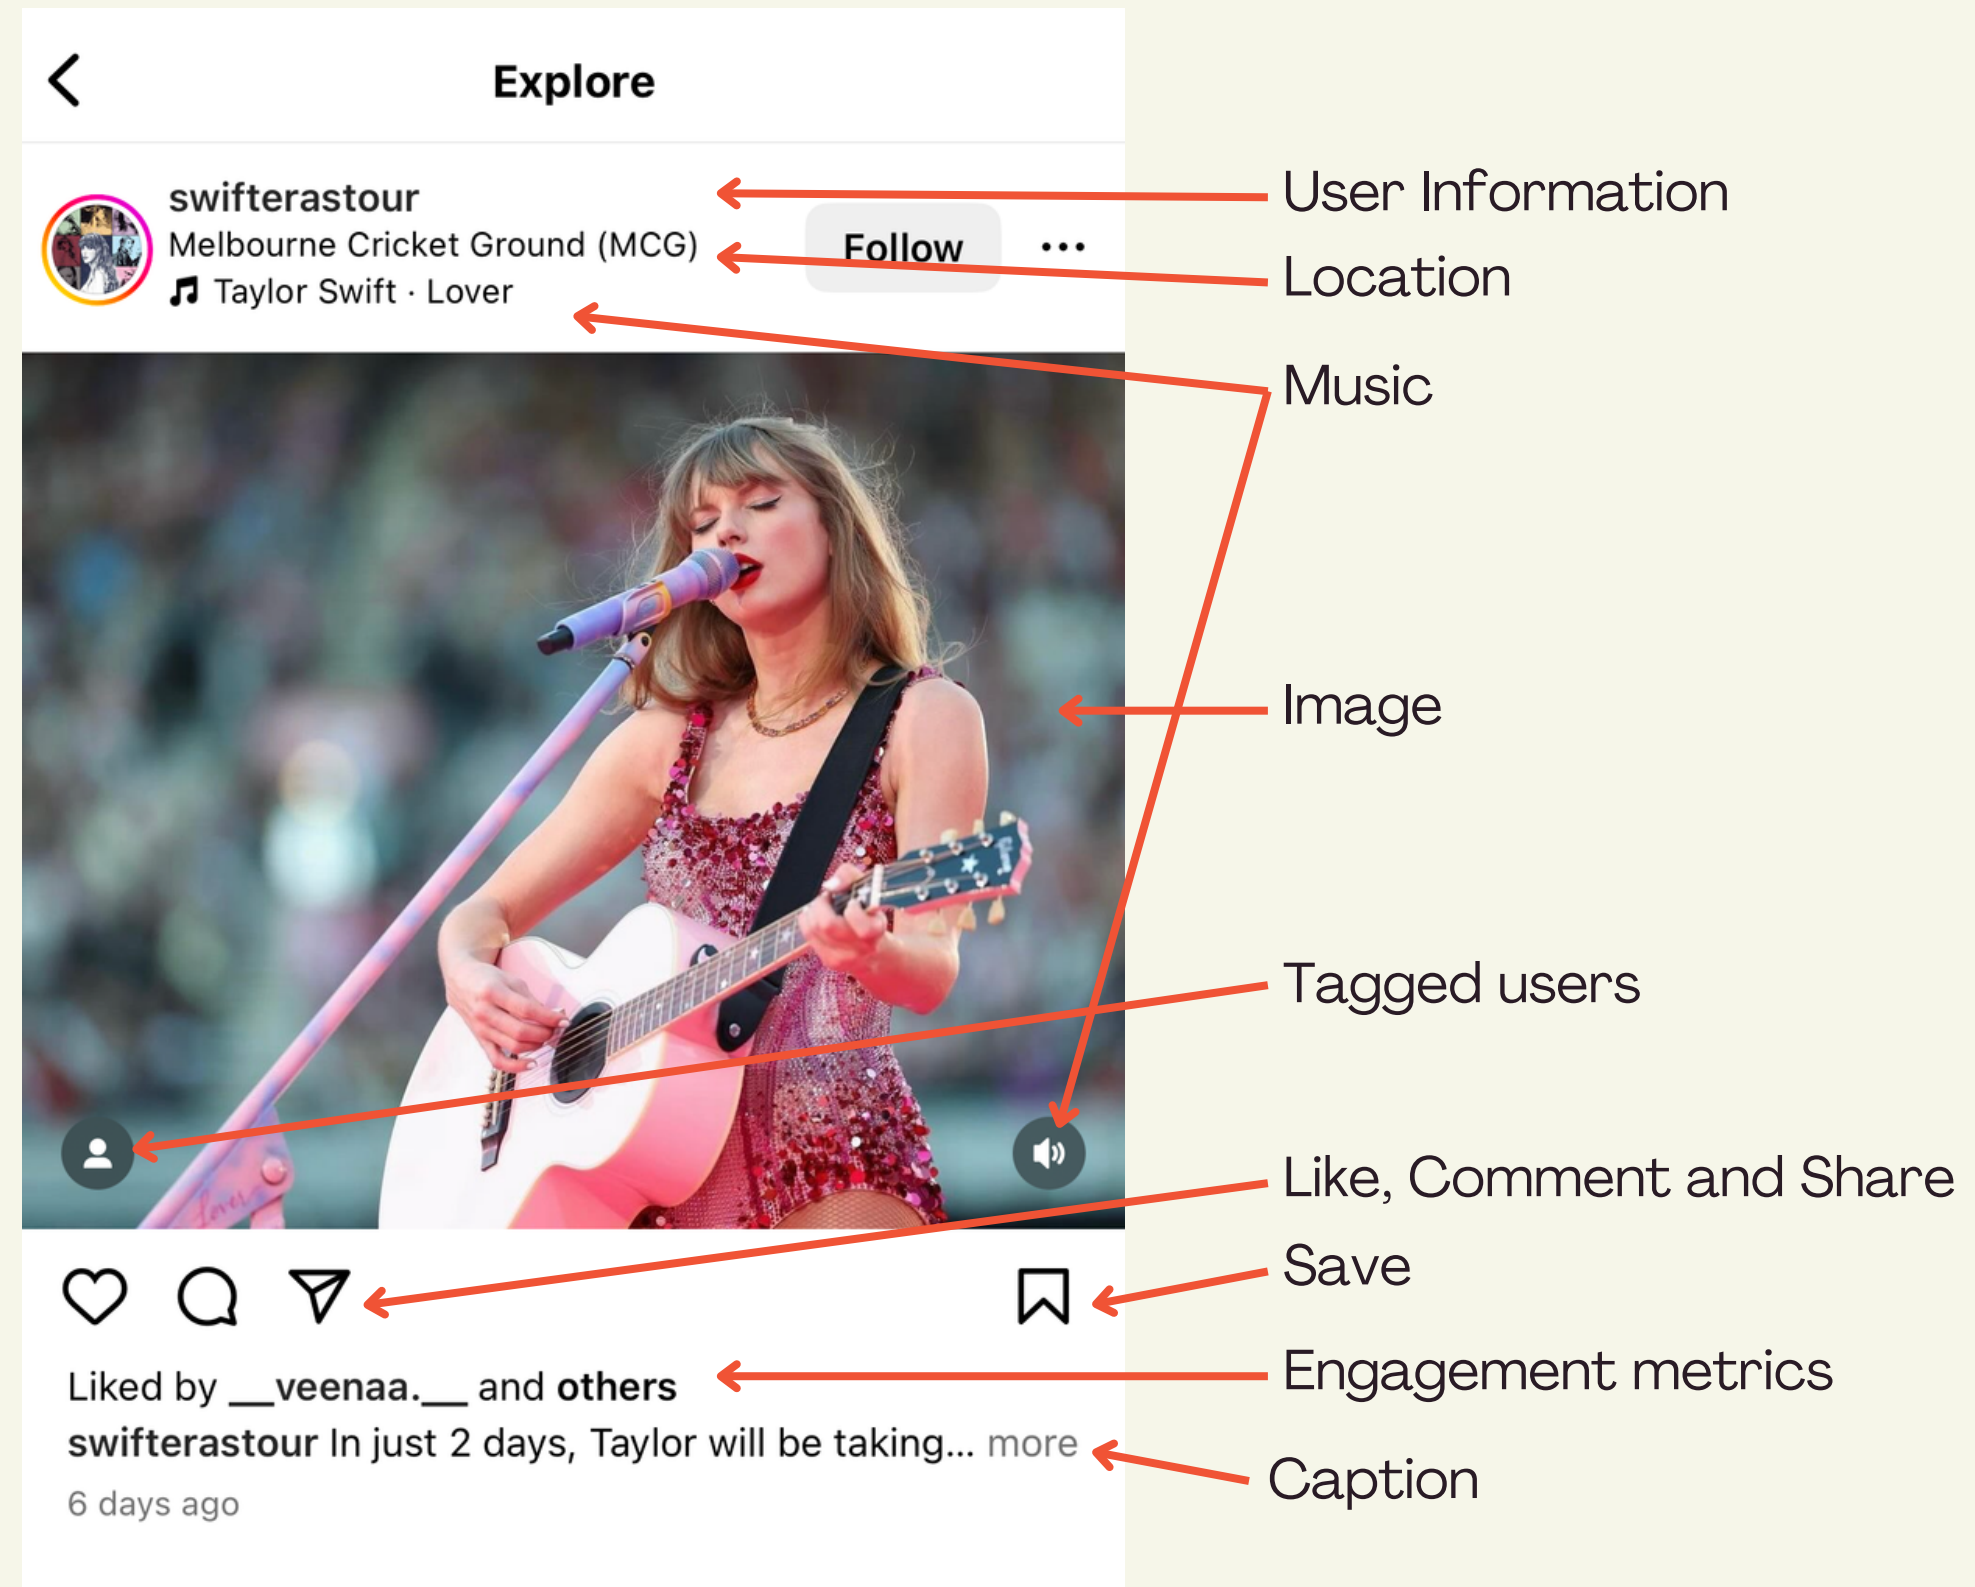 Explore
swifterastour
Melbourne Cricket Ground (MCG)
Taylor Swift · Lover
Follow
User Information
Location
Music
Image
Tagged users
Like, Comment and Share
Save
Engagement metrics
Caption
Gibson
Lover
Liked by __veenaa.__ and others
swifterastour In just 2 days, Taylor will be taking... more
6 days ago